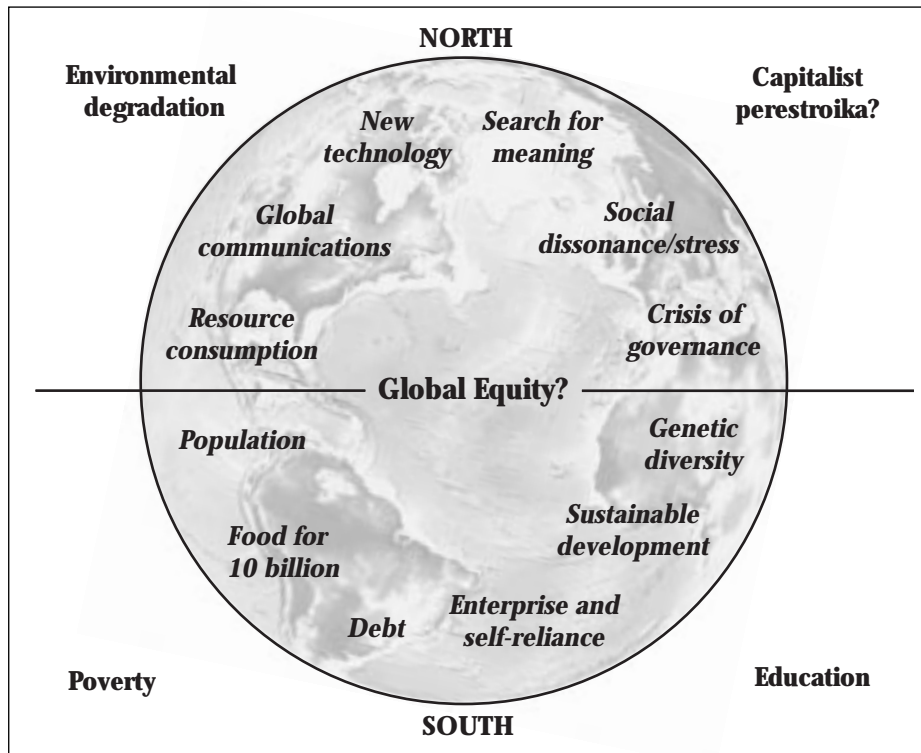 NORTH
Environmental
degradation
Capitalist
perestroika?
New
technology
Search for
meaning
Global
communications
Social
dissonance/stress
Resource
consumption
Crisis of
governance
Global Equity?
Population
Genetic
diversity
Food for
10 billion
Sustainable
development
Debt
Enterprise and
self-reliance
Poverty
Education
SOUTH